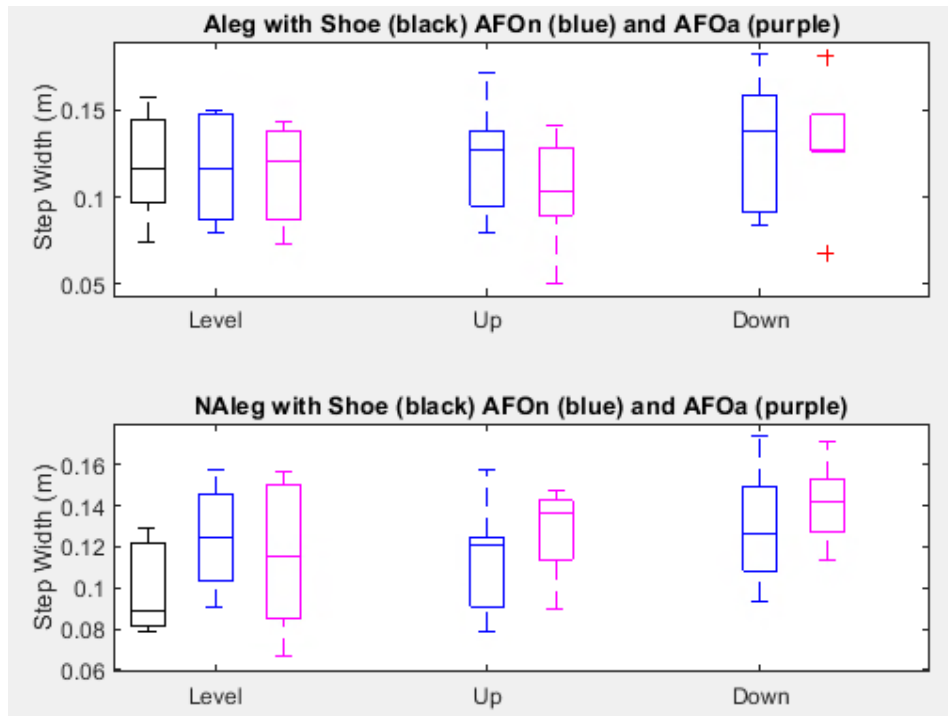 Aleg with Shoe (black) AFOn (blue) and AFOa (purple)
Step Width (m)
0.15
0.1
0.05
Level Up Down
NAleg with Shoe (black) AFOn (blue) and AFOa (purple)
Step Width (m)
0.16
0.14
0.12
0.1
0.08
0.06
Level Up Down